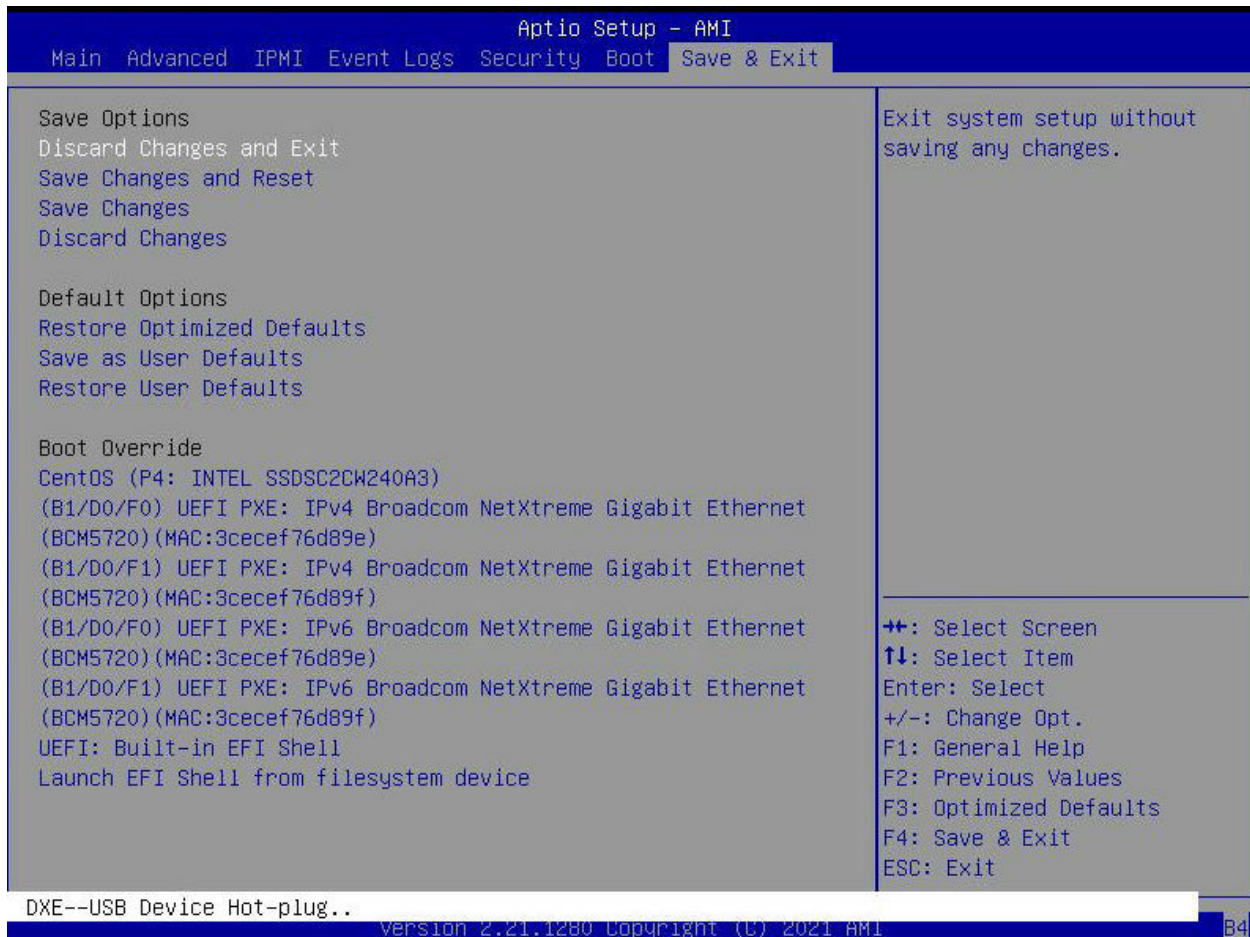 Aptio Setup - AMI
Main Advanced IPMI Event Logs Security Boot Save & Exit
Save Options
Discard Changes and Exit
Save Changes and Reset
Save Changes
Discard Changes
Default Options
Restore Optimized Defaults
Save as User Defaults
Restore User Defaults
Boot Override
CentOS (P4: INTEL SSDSC2CW240A3)
(B1/D0/F0) UEFI PXE: IPv4 Broadcom NetXtreme Gigabit Ethernet
(BCM5720)(MAC:3cecef76d89e)
(B1/D0/F1) UEFI PXE: IPv4 Broadcom NetXtreme Gigabit Ethernet
(BCM5720)(MAC:3cecef76d89f)
(B1/D0/F0) UEFI PXE: IPv6 Broadcom NetXtreme Gigabit Ethernet
(BCM5720)(MAC:3cecef76d89e)
(B1/D0/F1) UEFI PXE: IPv6 Broadcom NetXtreme Gigabit Ethernet
(BCM5720)(MAC:3cecef76d89f)
UEFI: Built-in EFI Shell
Launch EFI Shell from filesystem device
Exit system setup without
saving any changes.
→←: Select Screen
↑↓: Select Item
Enter: Select
+/-: Change Opt.
F1: General Help
F2: Previous Values
F3: Optimized Defaults
F4: Save & Exit
ESC: Exit
DXE--USB Device Hot-plug..
Version 2.21.1280 Copyright (C) 2021 AMI
B4